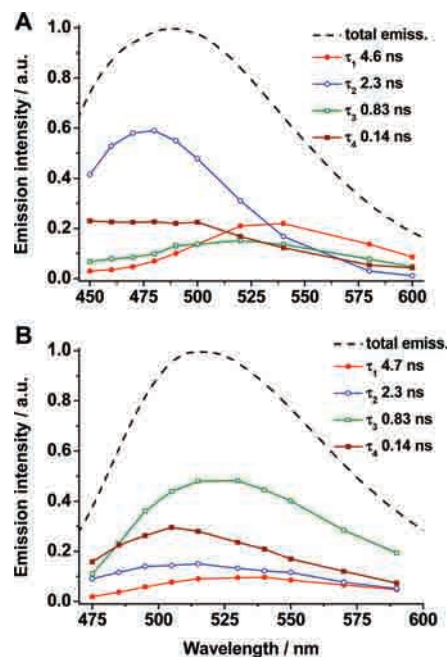 A
total emiss.
τ1 4.6 ns
τ2 2.3 ns
τ3 0.83 ns
τ4 0.14 ns
Emission intensity / a.u.
1.0
0.8
0.6
0.4
0.2
0.0
450 475 500 525 550 575 600
B
total emiss.
τ1 4.7 ns
τ2 2.3 ns
τ3 0.83 ns
τ4 0.14 ns
Emission intensity / a.u.
1.0
0.8
0.6
0.4
0.2
0.0
475 500 525 550 575 600
Wavelength / nm